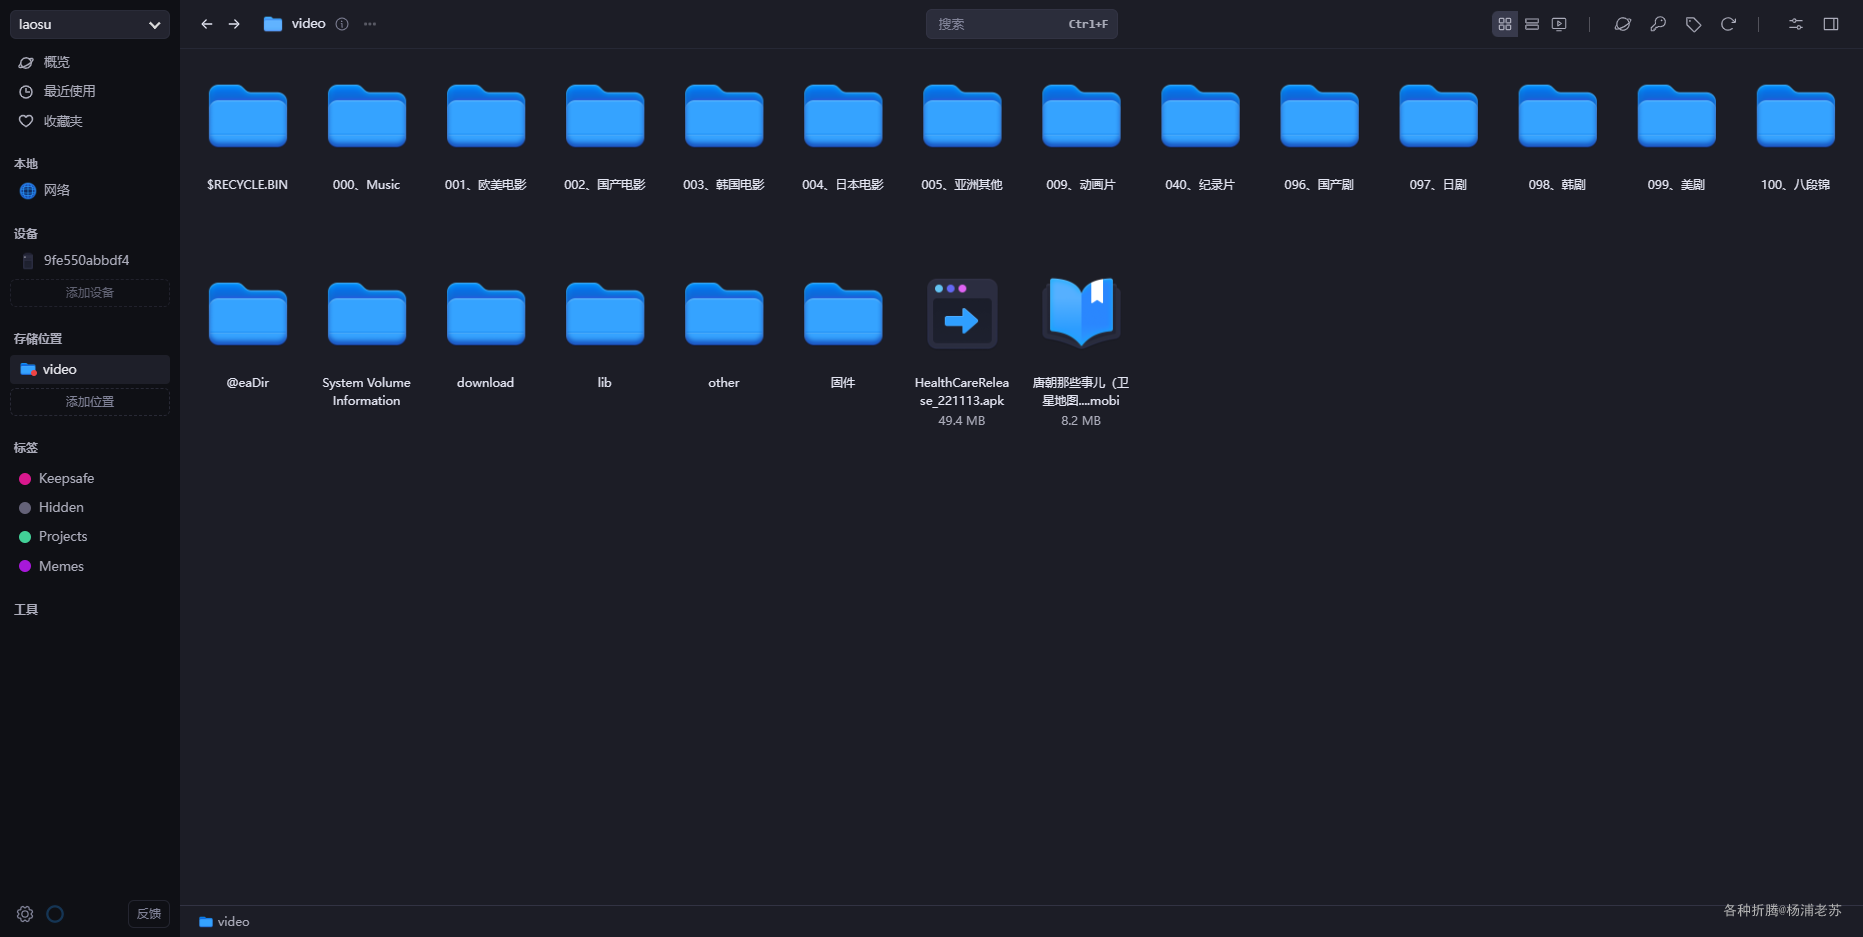 laosu
概览
最近使用
收藏夹
本地
网络
设备
9fe550abbdf4
添加设备
存储位置
video
添加位置
标签
Keepsafe
Hidden
Projects
Memes
工具
反馈
video
搜索
Ctrl+F
$RECYCLE.BIN
000、Music
001、欧美电影
002、国产电影
003、韩国电影
004、日本电影
005、亚洲其他
009、动画片
040、纪录片
096、国产剧
097、日剧
098、韩剧
099、美剧
100、八段锦
@eaDir
System Volume
Information
download
lib
other
固件
HealthCareRelea
se_221113.apk
49.4 MB
唐朝那些事儿（卫
星地图....mobi
8.2 MB
video
各种折腾@杨浦老苏